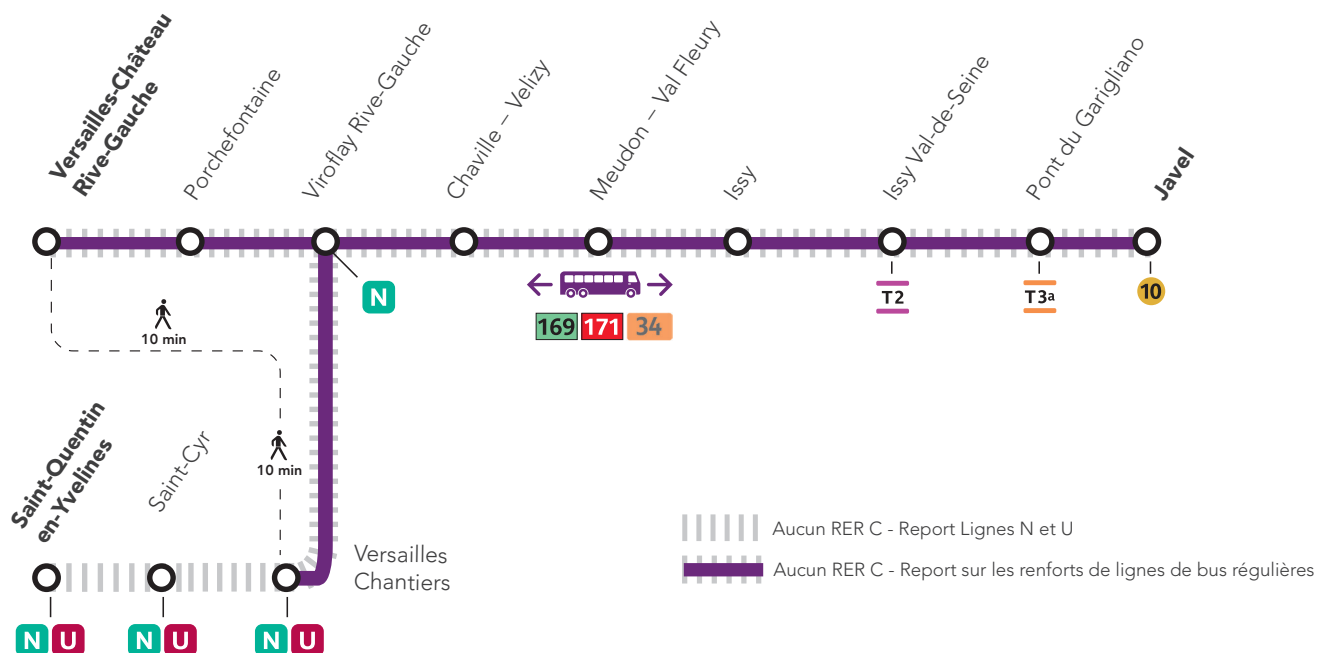 Versailles-Château
Rive-Gauche
Porchefontaine
Viroflay Rive-Gauche
Chaville – Velizy
Meudon – Val Fleury
Issy
Issy Val-de-Seine
Pont du Garigliano
Javel
N
169 171 34
T2
T3a
10
10 min
10 min
Saint-Quentin
en-Yvelines
Saint-Cyr
Versailles
Chantiers
N U
N U
N U
Aucun RER C - Report Lignes N et U
Aucun RER C - Report sur les renforts de lignes de bus régulières